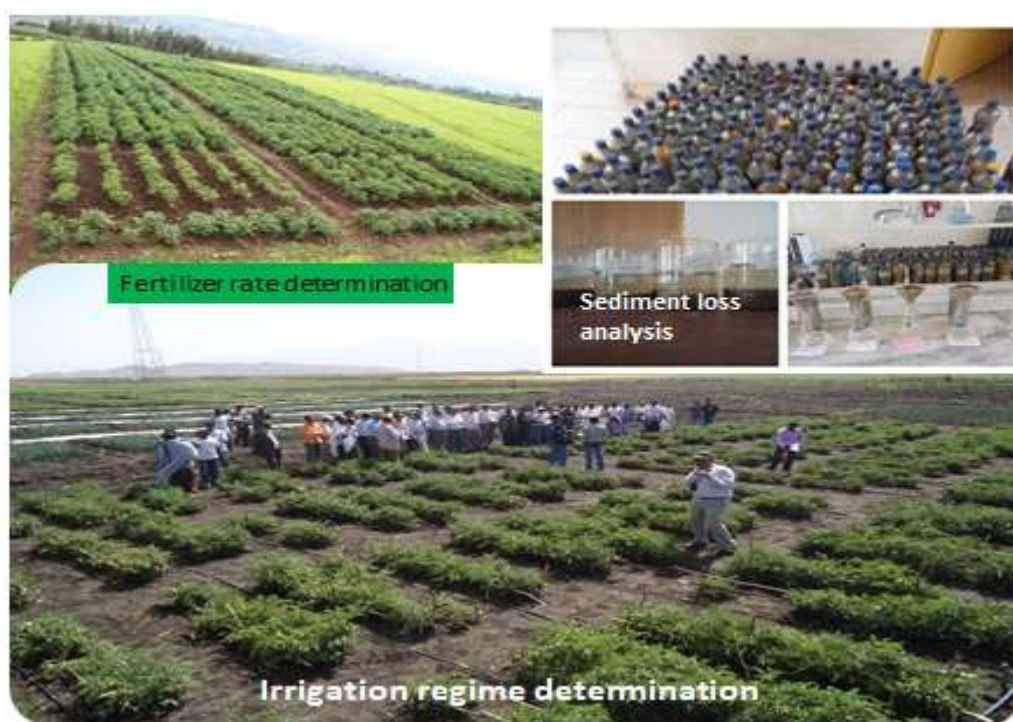 Fertilizer rate determination
Sediment loss
analysis
Irrigation regime determination